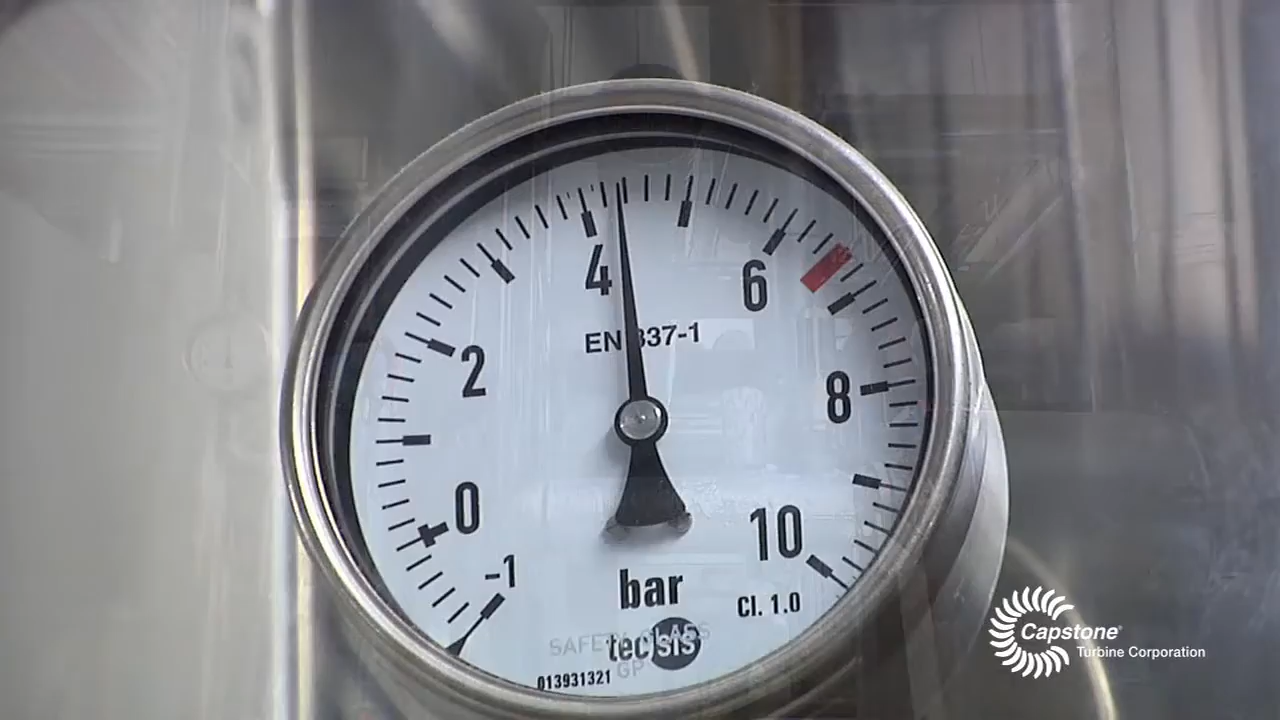 4
6
EN 837-1
2
8
0
10
-1
bar
Cl. 1.0
SAFETY GLASS
tecsis
GP
013931321
Capstone®
Turbine Corporation